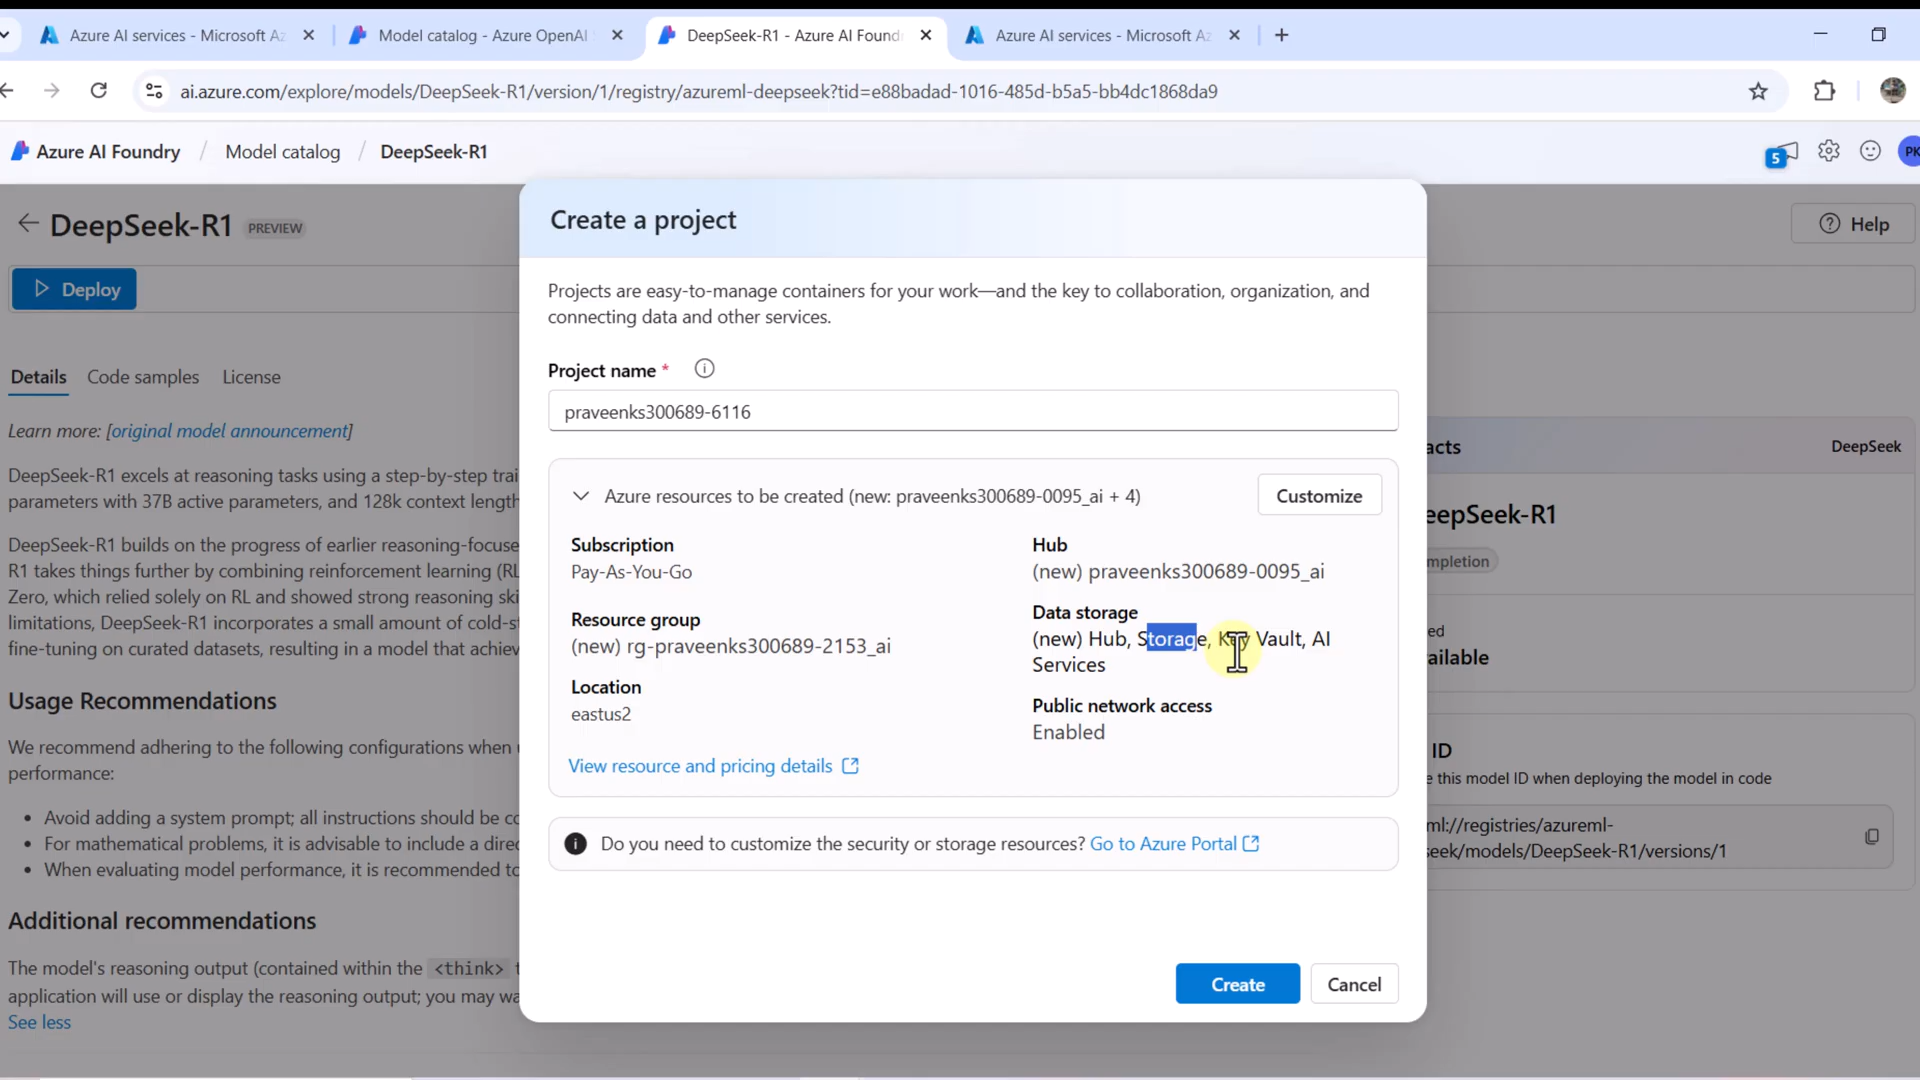 Azure AI services - Microsoft Az
Model catalog - Azure OpenAI
DeepSeek-R1 - Azure AI Found
Azure AI services - Microsoft Az
ai.azure.com/explore/models/DeepSeek-R1/version/1/registry/azureml-deepseek?tid=e88badad-1016-485d-b5a5-bb4dc1868da9
Azure AI Foundry / Model catalog / DeepSeek-R1
5
PK
DeepSeek-R1 PREVIEW
Help
Deploy
Details Code samples License
Learn more: [original model announcement]
DeepSeek-R1 excels at reasoning tasks using a step-by-step trai
parameters with 37B active parameters, and 128k context length
DeepSeek-R1 builds on the progress of earlier reasoning-focuse
R1 takes things further by combining reinforcement learning (RL
Zero, which relied solely on RL and showed strong reasoning ski
limitations, DeepSeek-R1 incorporates a small amount of cold-s
fine-tuning on curated datasets, resulting in a model that achiev
Usage Recommendations
We recommend adhering to the following configurations when u
performance:
• Avoid adding a system prompt; all instructions should be co
• For mathematical problems, it is advisable to include a direc
• When evaluating model performance, it is recommended to
Additional recommendations
The model's reasoning output (contained within the <think> t
application will use or display the reasoning output; you may wa
See less
Create a project
Projects are easy-to-manage containers for your work—and the key to collaboration, organization, and
connecting data and other services.
Project name *
praveenks300689-6116
Azure resources to be created (new: praveenks300689-0095_ai + 4)
Customize
Subscription
Pay-As-You-Go
Resource group
(new) rg-praveenks300689-2153_ai
Location
eastus2
View resource and pricing details
Hub
(new) praveenks300689-0095_ai
Data storage
(new) Hub, Storage, Key Vault, AI
Services
Public network access
Enabled
Do you need to customize the security or storage resources? Go to Azure Portal
Create
Cancel
acts
DeepSeek
eepSeek-R1
mpletion
ed
ailable
ID
e this model ID when deploying the model in code
ml://registries/azureml-
seek/models/DeepSeek-R1/versions/1